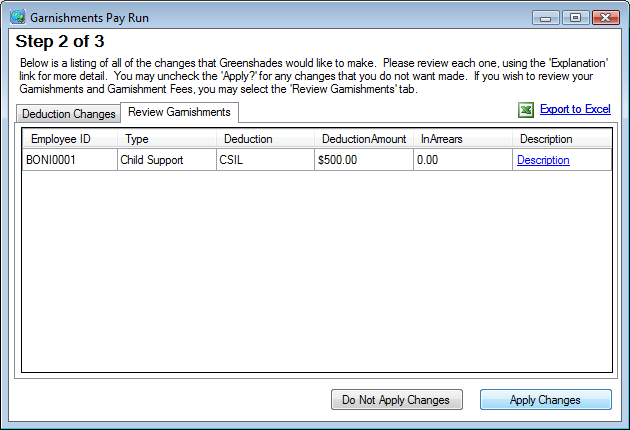 Garnishments Pay Run
Step 2 of 3
Below is a listing of all of the changes that Greenshades would like to make. Please review each one, using the 'Explanation'
link for more detail. You may uncheck the 'Apply?' for any changes that you do not want made. If you wish to review your
Garnishments and Garnishment Fees, you may select the 'Review Garnishments' tab.
Deduction Changes Review Garnishments Export to Excel
Employee ID Type Deduction DeductionAmount InArrears Description
BONI0001 Child Support CSIL $500.00 0.00 Description
Do Not Apply Changes Apply Changes